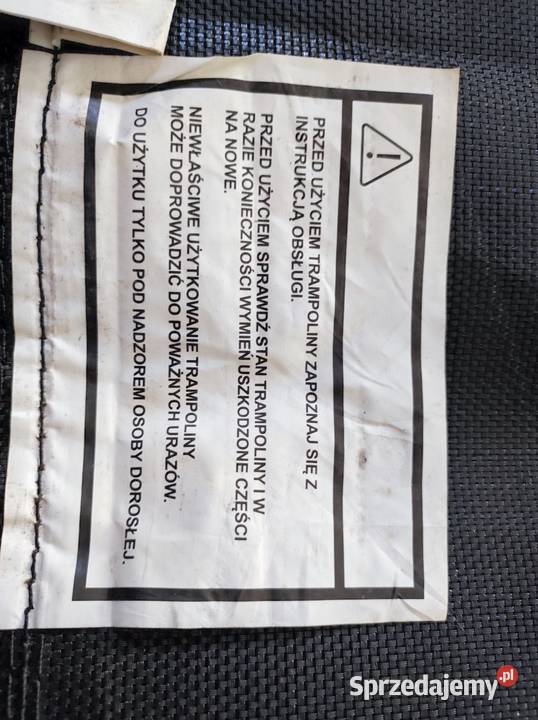 PRZED UŻYCIEM TRAMPOLINY ZAPOZNAJ SIĘ Z
INSTRUKCJĄ OBSŁUGI.
PRZED UŻYCIEM SPRAWDŹ STAN TRAMPOLINY I W
RAZIE KONIECZNOŚCI WYMIEŃ USZKODZONE CZĘŚCI
NA NOWE.
NIEWŁAŚCIWE UŻYTKOWANIE TRAMPOLINY
MOŻE DOPROWADZIĆ DO POWAŻNYCH URAZÓW.
DO UŻYTKU TYLKO POD NADZOREM OSOBY DOROSŁEJ.
Sprzedajemy.pl